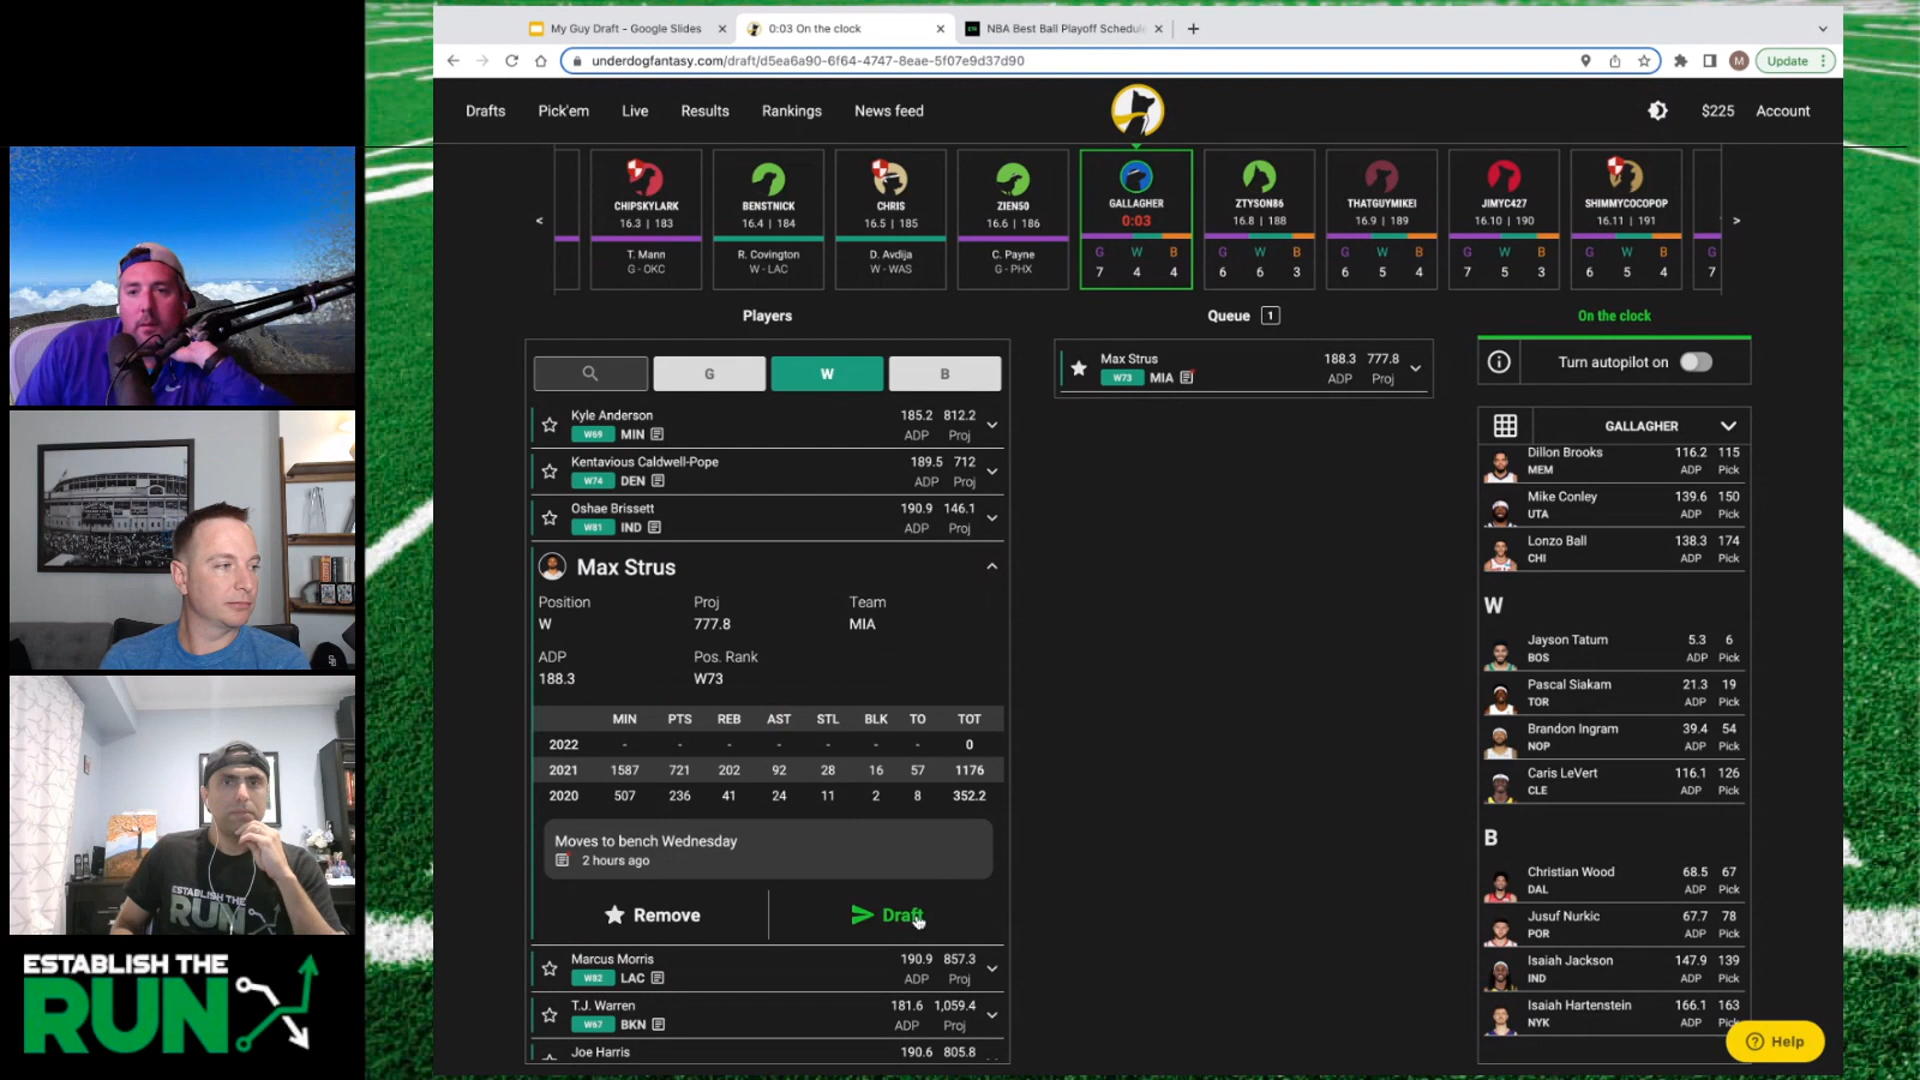 My Guy Draft - Google Slides
0:03 On the clock
NBA Best Ball Playoff Schedule
underdogfantasy.com/draft/d5ea6a90-6f64-4747-8eae-5f07e9d37d90
M
Update
Drafts Pick'em Live Results Rankings News feed
$225 Account
CHIPSKYLARK
16.3 | 183
T. Mann
G - OKC
BENSTNICK
16.4 | 184
R. Covington
W - LAC
CHRIS
16.5 | 185
D. Avdija
W - WAS
ZIEN50
16.6 | 186
C. Payne
G - PHX
GALLAGHER
0:03
G W B
7 4 4
ZTYSON86
16.8 | 188
G W B
6 6 3
THATGUYMIKEI
16.9 | 189
G W B
6 5 4
JIMYC427
16.10 | 190
G W B
7 5 3
SHIMMYCOCOPOP
16.11 | 191
G W B
6 5 4
G
7
Players
G W B
Kyle Anderson 185.2 812.2
W69 MIN ADP Proj
Kentavious Caldwell-Pope 189.5 712
W74 DEN ADP Proj
Oshae Brissett 190.9 146.1
W81 IND ADP Proj
Max Strus
Position Proj Team
W 777.8 MIA
ADP Pos. Rank
188.3 W73
MIN PTS REB AST STL BLK TO TOT
2022 - - - - - - - 0
2021 1587 721 202 92 28 16 57 1176
2020 507 236 41 24 11 2 8 352.2
Moves to bench Wednesday
2 hours ago
Remove Draft
Marcus Morris 190.9 857.3
W82 LAC ADP Proj
T.J. Warren 181.6 1,059.4
W67 BKN ADP Proj
Joe Harris 190.6 805.8
Queue 1
Max Strus 188.3 777.8
W73 MIA ADP Proj
On the clock
Turn autopilot on
GALLAGHER
Dillon Brooks 116.2 115
MEM ADP Pick
Mike Conley 139.6 150
UTA ADP Pick
Lonzo Ball 138.3 174
CHI ADP Pick
W
Jayson Tatum 5.3 6
BOS ADP Pick
Pascal Siakam 21.3 19
TOR ADP Pick
Brandon Ingram 39.4 54
NOP ADP Pick
Caris LeVert 116.1 126
CLE ADP Pick
B
Christian Wood 68.5 67
DAL ADP Pick
Jusuf Nurkic 67.7 78
POR ADP Pick
Isaiah Jackson 147.9 139
IND ADP Pick
Isaiah Hartenstein 166.1 163
NYK ADP Pick
Help
ESTABLISH THE
RUN
ESTABLISH THE
RUN